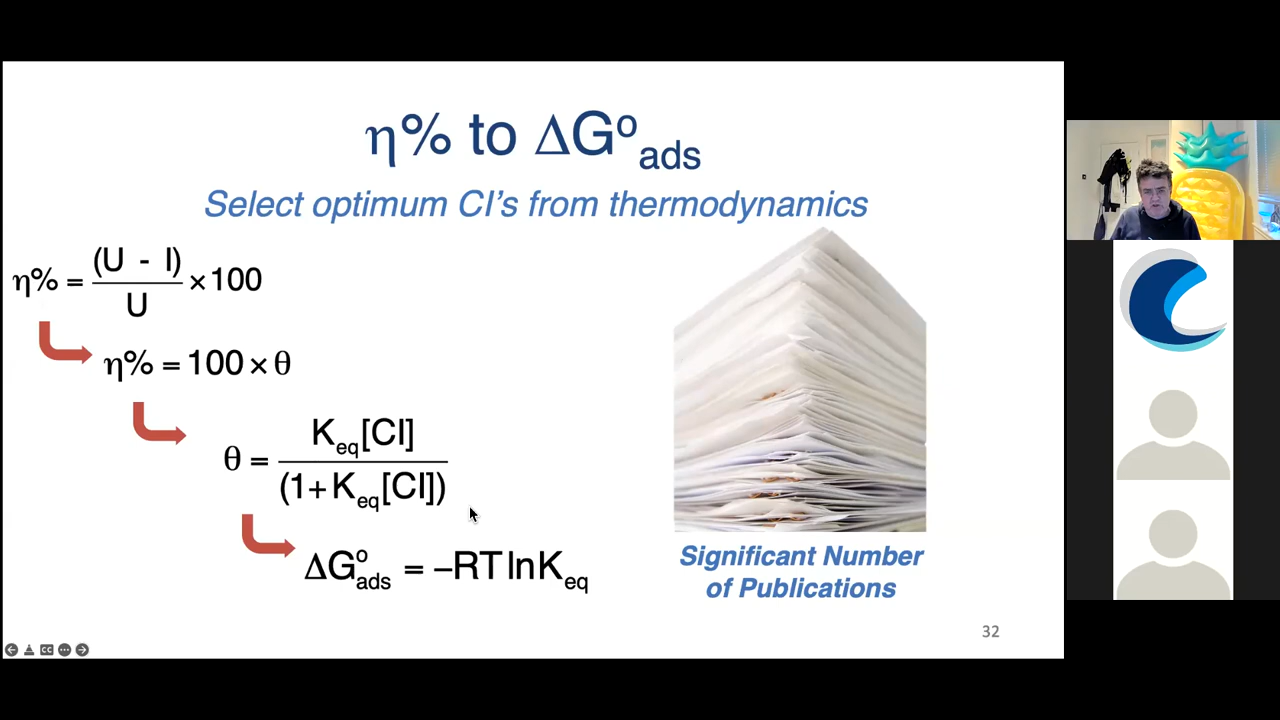 η% to ΔG°ads
Select optimum CI's from thermodynamics
η% = (U - I) / U × 100
η% = 100 × θ
θ = Keq[CI] / (1+Keq[CI])
ΔG°ads = –RT lnKeq
Significant Number
of Publications
32
CC